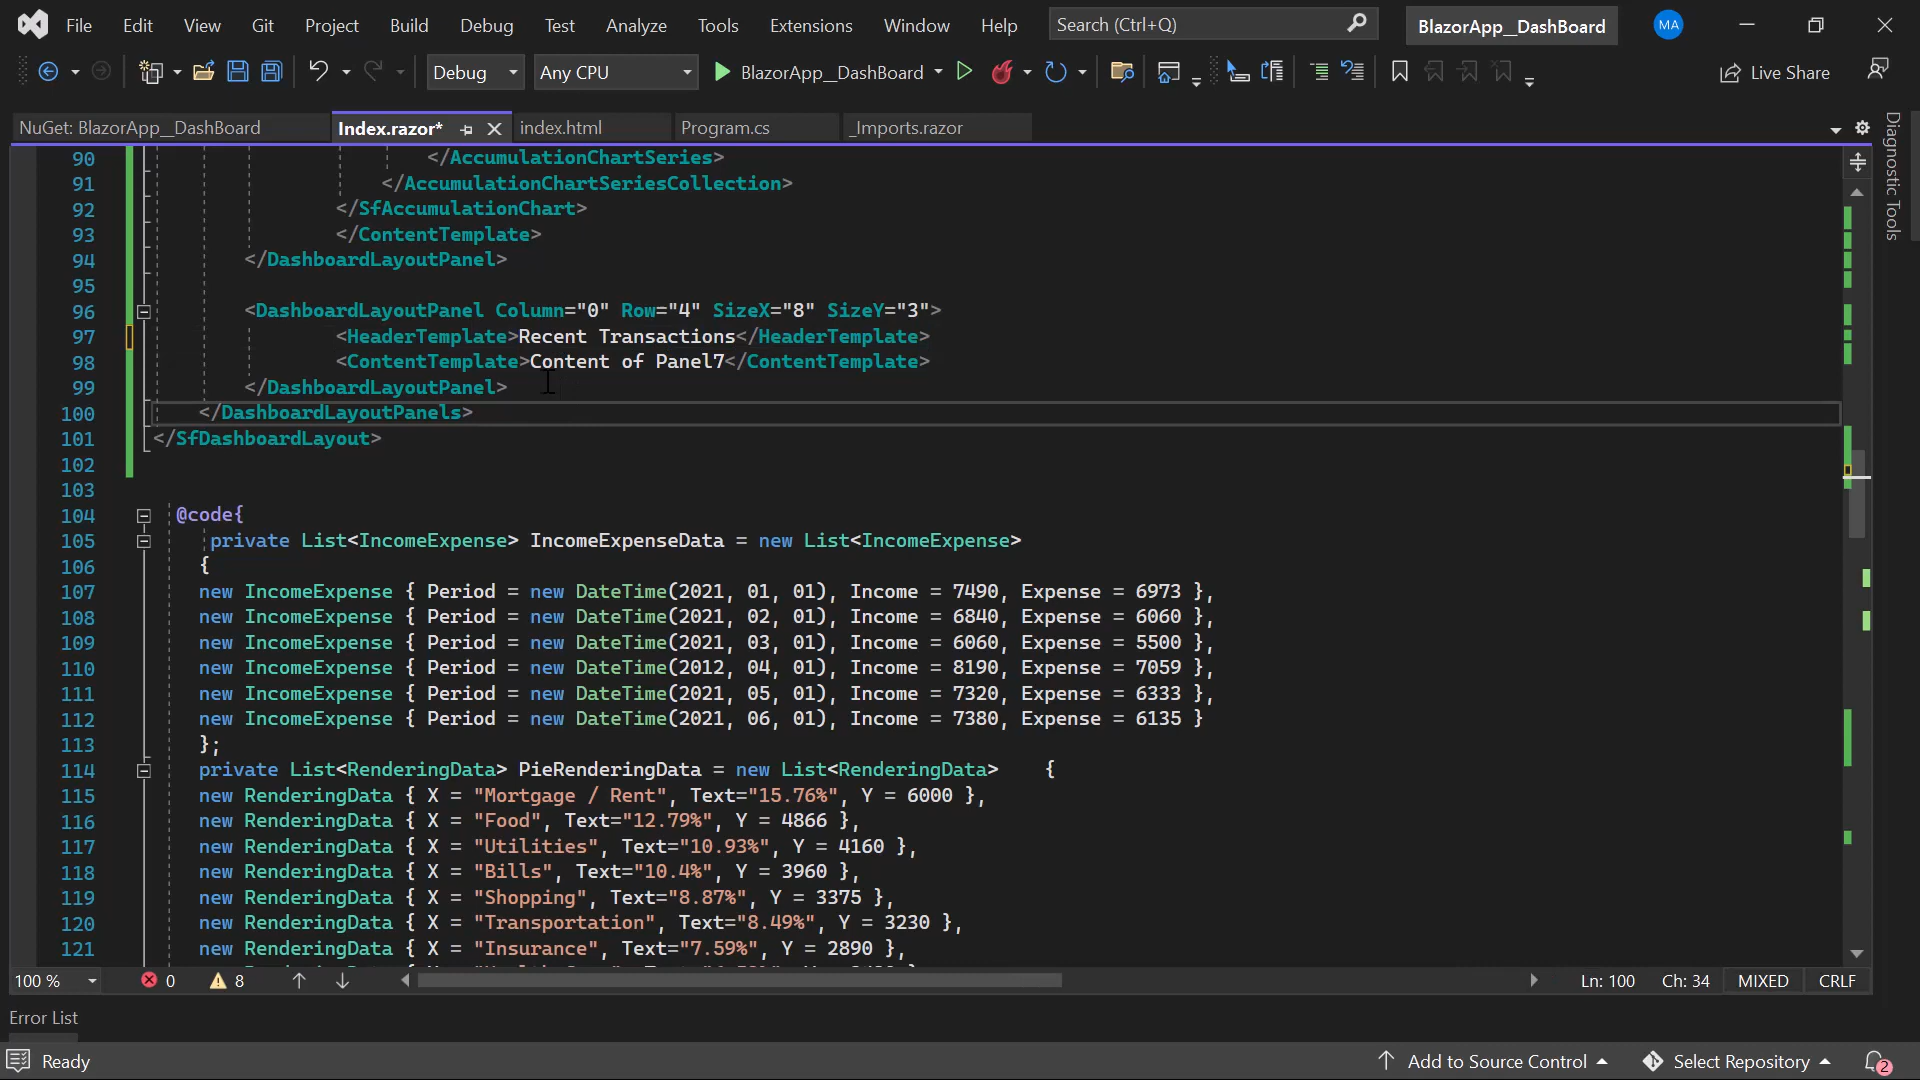 File Edit View Git Project Build Debug Test Analyze Tools Extensions Window Help Search (Ctrl+Q) BlazorApp__DashBoard MA
Debug Any CPU BlazorApp__DashBoard Live Share
NuGet: BlazorApp__DashBoard Index.razor* index.html Program.cs _Imports.razor
Diagnostic Tools
90 </AccumulationChartSeries>
91 </AccumulationChartSeriesCollection>
92 </SfAccumulationChart>
93 </ContentTemplate>
94 </DashboardLayoutPanel>
95
96 <DashboardLayoutPanel Column="0" Row="4" SizeX="8" SizeY="3">
97 <HeaderTemplate>Recent Transactions</HeaderTemplate>
98 <ContentTemplate>Content of Panel7</ContentTemplate>
99 </DashboardLayoutPanel>
100 </DashboardLayoutPanels>
101 </SfDashboardLayout>
102
103
104 @code{
105 private List<IncomeExpense> IncomeExpenseData = new List<IncomeExpense>
106 {
107 new IncomeExpense { Period = new DateTime(2021, 01, 01), Income = 7490, Expense = 6973 },
108 new IncomeExpense { Period = new DateTime(2021, 02, 01), Income = 6840, Expense = 6060 },
109 new IncomeExpense { Period = new DateTime(2021, 03, 01), Income = 6060, Expense = 5500 },
110 new IncomeExpense { Period = new DateTime(2012, 04, 01), Income = 8190, Expense = 7059 },
111 new IncomeExpense { Period = new DateTime(2021, 05, 01), Income = 7320, Expense = 6333 },
112 new IncomeExpense { Period = new DateTime(2021, 06, 01), Income = 7380, Expense = 6135 }
113 };
114 private List<RenderingData> PieRenderingData = new List<RenderingData> {
115 new RenderingData { X = "Mortgage / Rent", Text="15.76%", Y = 6000 },
116 new RenderingData { X = "Food", Text="12.79%", Y = 4866 },
117 new RenderingData { X = "Utilities", Text="10.93%", Y = 4160 },
118 new RenderingData { X = "Bills", Text="10.4%", Y = 3960 },
119 new RenderingData { X = "Shopping", Text="8.87%", Y = 3375 },
120 new RenderingData { X = "Transportation", Text="8.49%", Y = 3230 },
121 new RenderingData { X = "Insurance", Text="7.59%", Y = 2890 },
100 % 0 8 Ln: 100 Ch: 34 MIXED CRLF
Error List
Ready Add to Source Control Select Repository 2